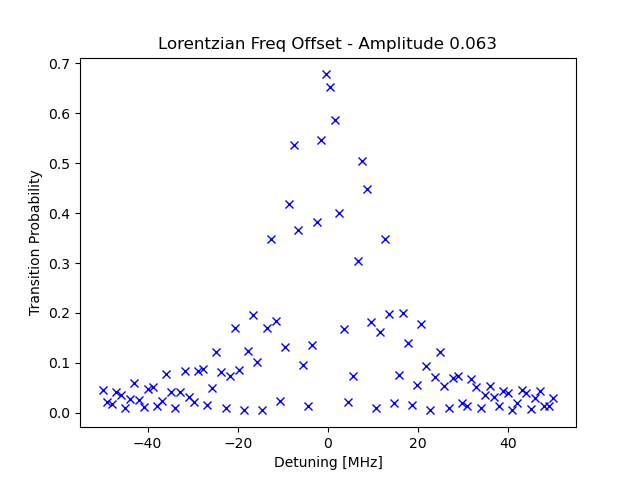 Lorentzian Freq Offset - Amplitude 0.063
0.7
0.6
0.5
0.4
0.3
0.2
0.1
0.0
Transition Probability
−40 −20 0 20 40
Detuning [MHz]